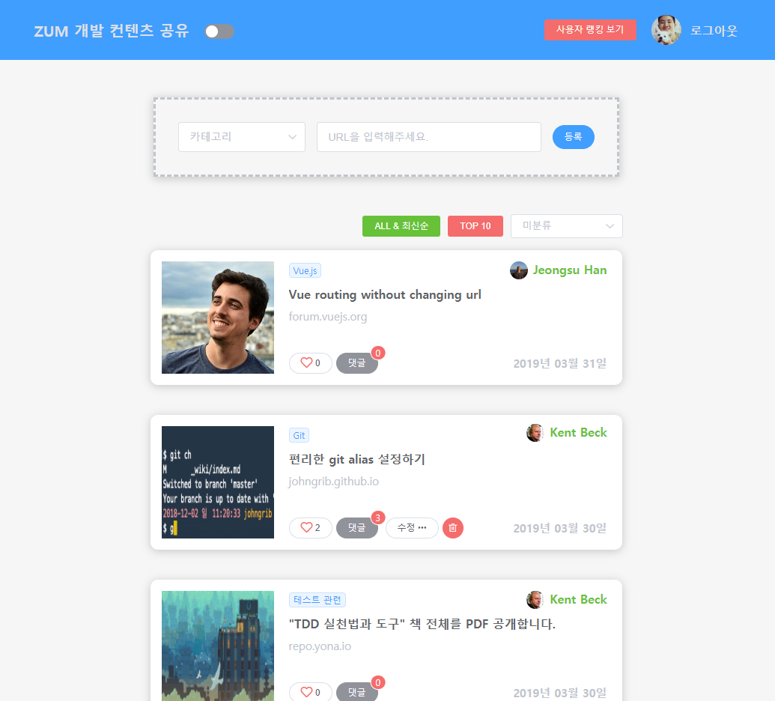 ZUM 개발 컨텐츠 공유
사용자 랭킹 보기
로그아웃
카테고리
URL을 입력해주세요.
등록
ALL & 최신순
TOP 10
미분류
Vue.js
Jeongsu Han
Vue routing without changing url
forum.vuejs.org
0
댓글
0
2019년 03월 31일
$ git ch
M _wiki/index.md
Switched to branch 'master'
Your branch is up to date with '
2018-12-02 일 11:20:33 johngrib
$ g
Git
Kent Beck
편리한 git alias 설정하기
johngrib.github.io
2
댓글
3
수정 •••
2019년 03월 30일
테스트 관련
Kent Beck
"TDD 실천법과 도구" 책 전체를 PDF 공개합니다.
repo.yona.io
0
댓글
0
2019년 03월 30일